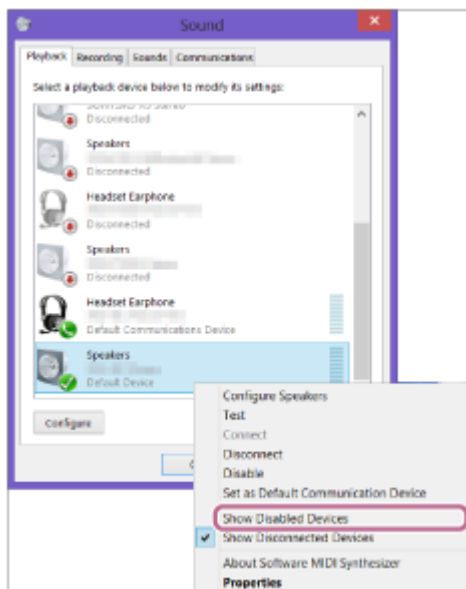 Sound
Playback Recording Sounds Communications
Select a playback device below to modify its settings:
Disconnected
Speakers
Disconnected
Headset Earphone
Disconnected
Speakers
Disconnected
Headset Earphone
Default Communications Device
Speakers
Default Device
Configure
Configure Speakers
Test
Connect
Disconnect
Disable
Set as Default Communication Device
Show Disabled Devices
Show Disconnected Devices
About Software MIDI Synthesizer
Properties